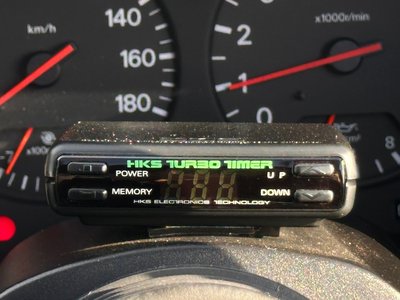 km/h
140
160
180
x1000r/min
2
1
0
8
HKS TURBO TIMER
POWER
UP
MEMORY
DOWN
HKS ELECTRONICS TECHNOLOGY